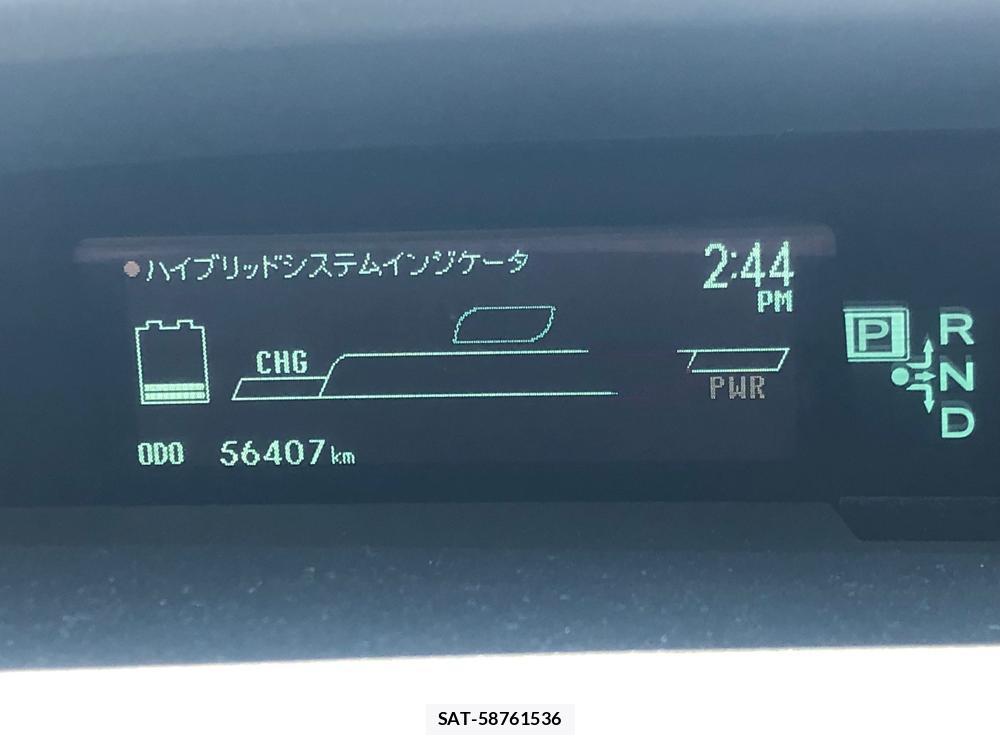 ハイブリッドシステムインジケータ
2:44
PM
CHG
PWR
ODO 56407km
P
R
N
D
SAT-58761536